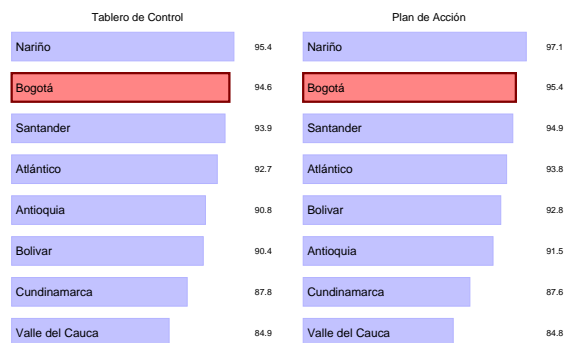 Tablero de Control
Nariño 95.4
Bogotá 94.6
Santander 93.9
Atlántico 92.7
Antioquia 90.8
Bolivar 90.4
Cundinamarca 87.8
Valle del Cauca 84.9
Plan de Acción
Nariño 97.1
Bogotá 95.4
Santander 94.9
Atlántico 93.8
Bolivar 92.8
Antioquia 91.5
Cundinamarca 87.6
Valle del Cauca 84.8